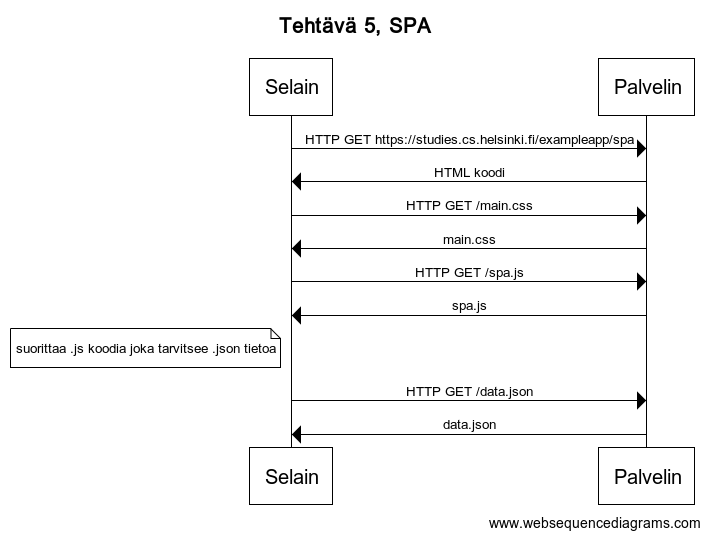 Tehtävä 5, SPA
Selain
Palvelin
HTTP GET https://studies.cs.helsinki.fi/exampleapp/spa
HTML koodi
HTTP GET /main.css
main.css
HTTP GET /spa.js
spa.js
suorittaa .js koodia joka tarvitsee .json tietoa
HTTP GET /data.json
data.json
Selain
Palvelin
www.websequencediagrams.com